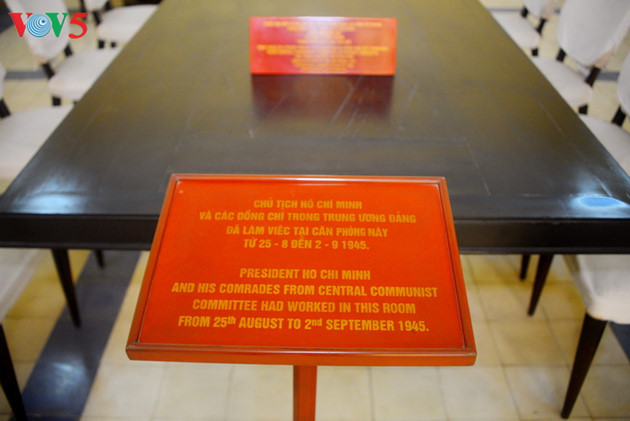 VOV5
CHỦ TỊCH HỒ CHÍ MINH
VÀ CÁC ĐỒNG CHÍ TRONG TRUNG ƯƠNG ĐẢNG
ĐÃ LÀM VIỆC TẠI CĂN PHÒNG NÀY
TỪ 25 - 8 ĐẾN 2 - 9 1945.
PRESIDENT HO CHI MINH
AND HIS COMRADES FROM CENTRAL COMMUNIST
COMMITTEE HAD WORKED IN THIS ROOM
FROM 25th AUGUST TO 2nd SEPTEMBER 1945.